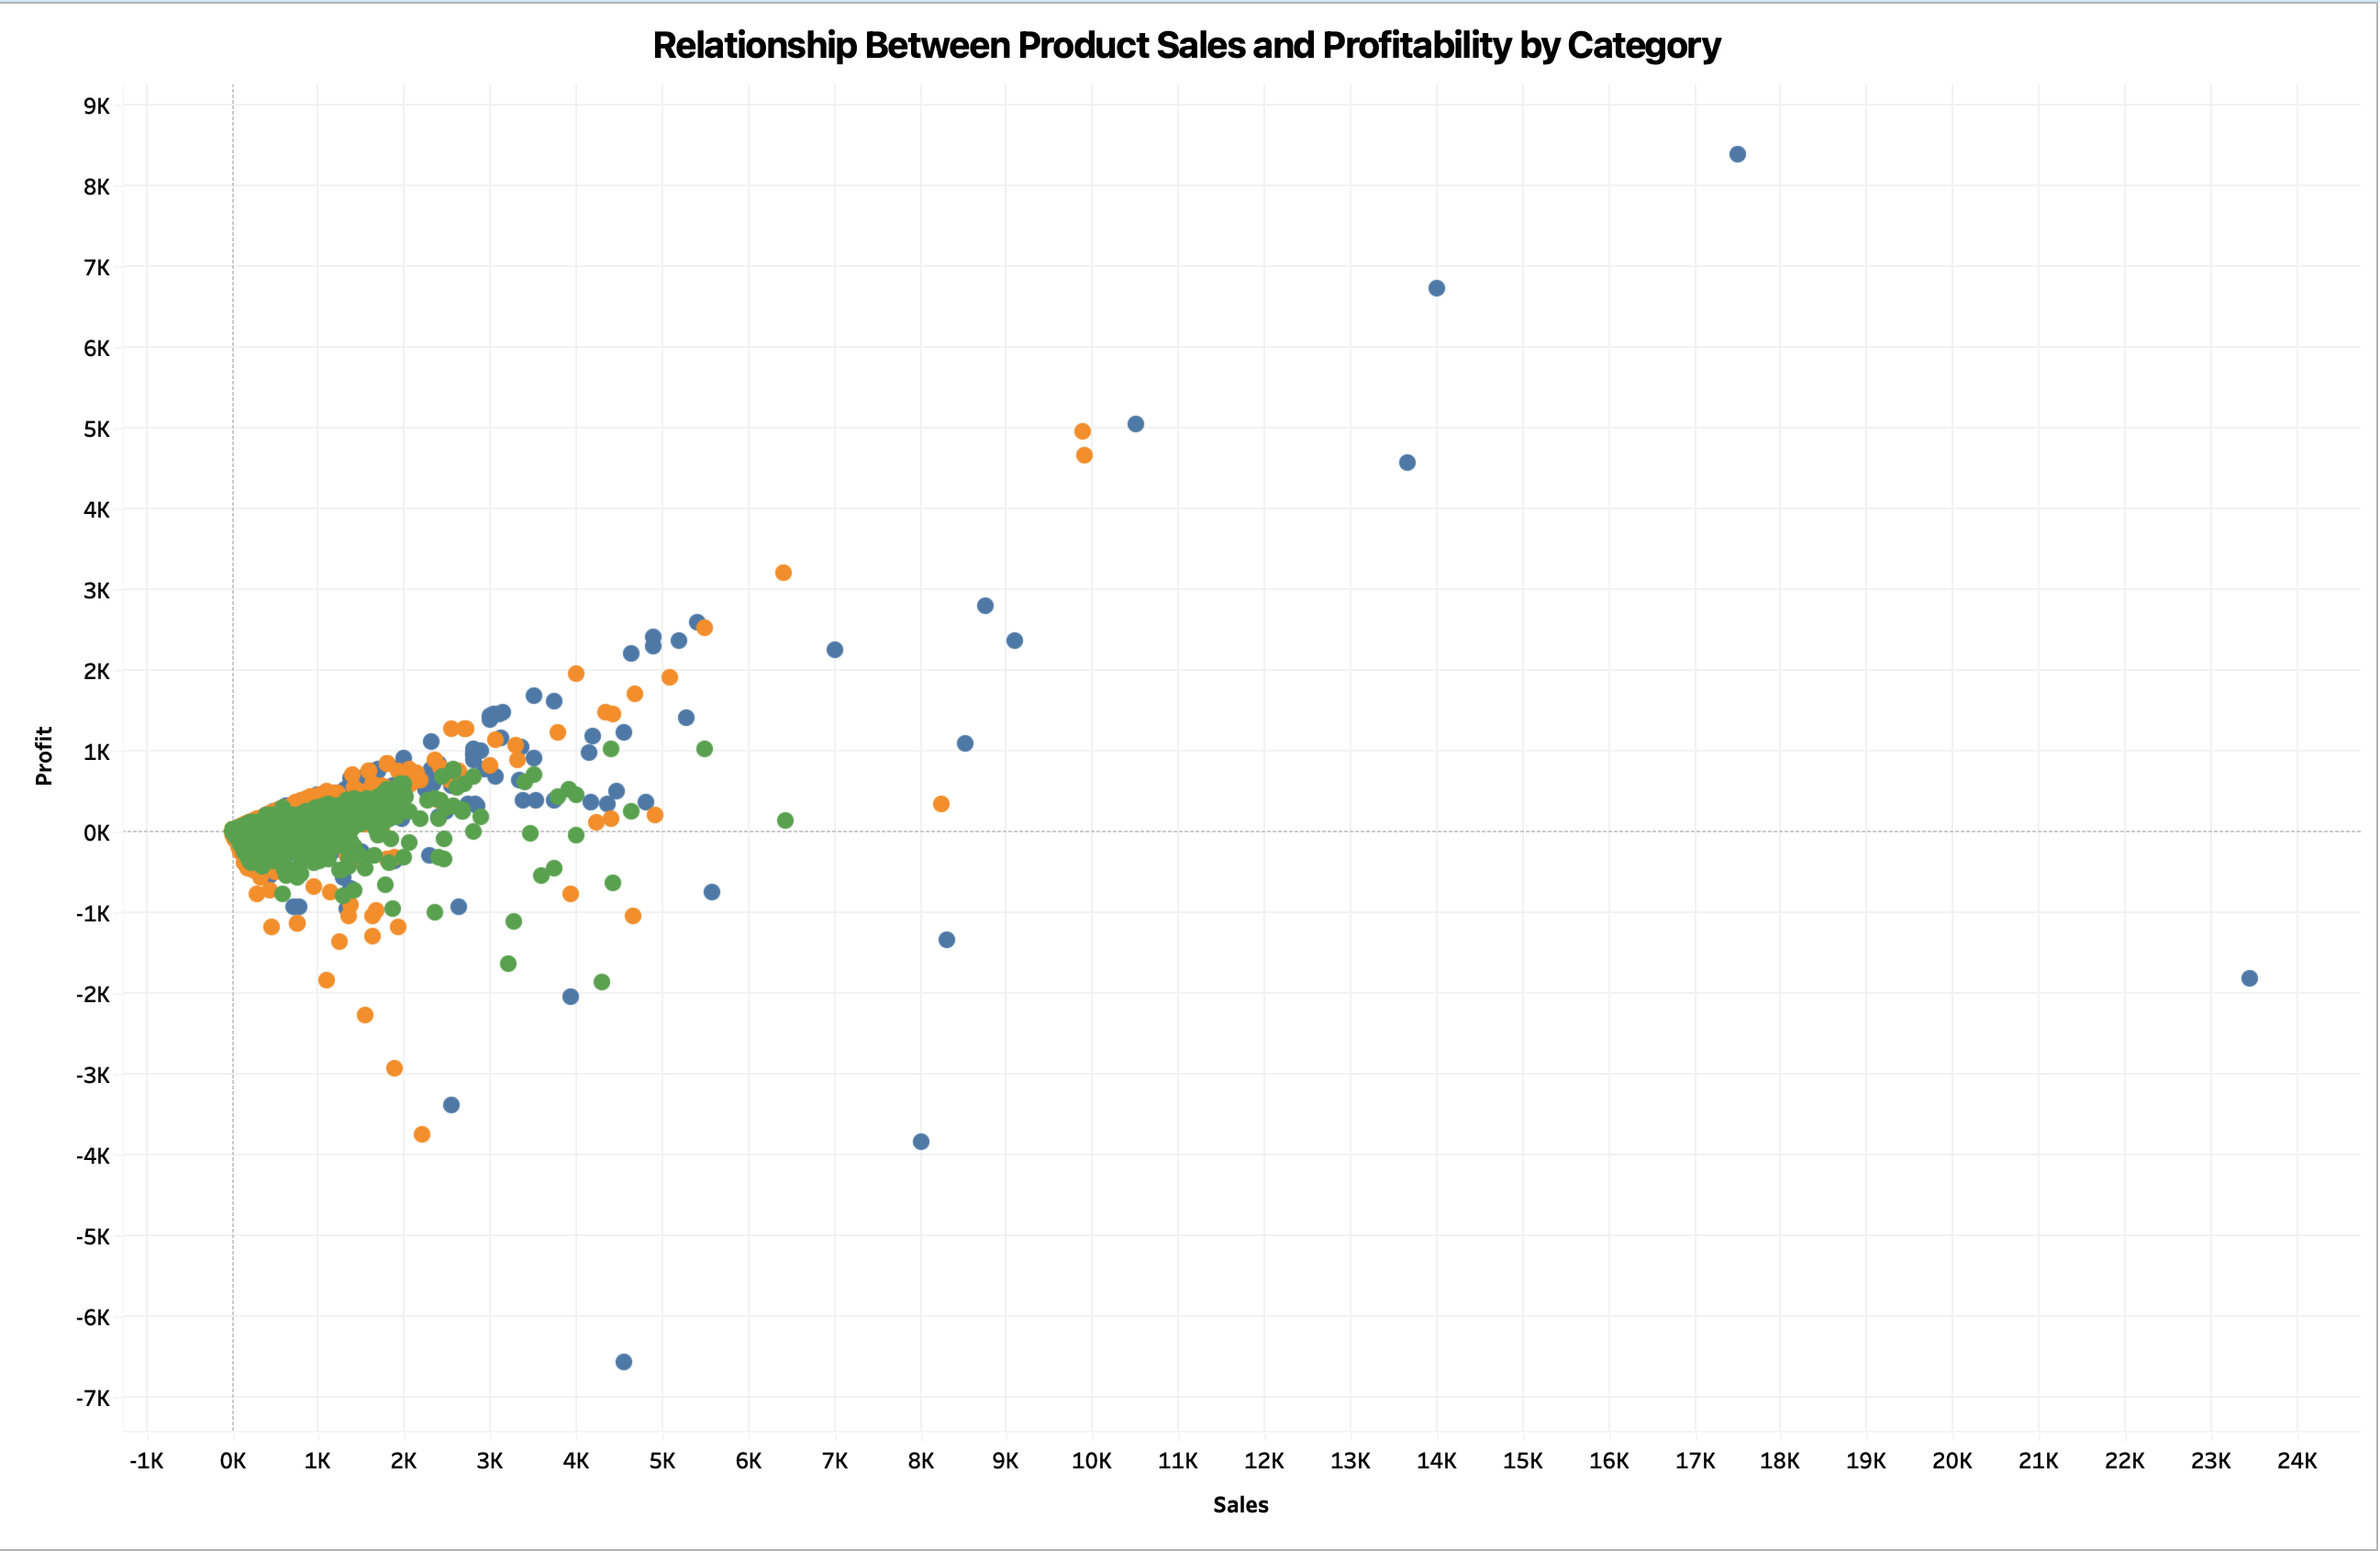 Relationship Between Product Sales and Profitability by Category
9K
8K
7K
6K
5K
4K
3K
2K
1K
0K
-1K
-2K
-3K
-4K
-5K
-6K
-7K
Profit
-1K 0K 1K 2K 3K 4K 5K 6K 7K 8K 9K 10K 11K 12K 13K 14K 15K 16K 17K 18K 19K 20K 21K 22K 23K 24K
Sales